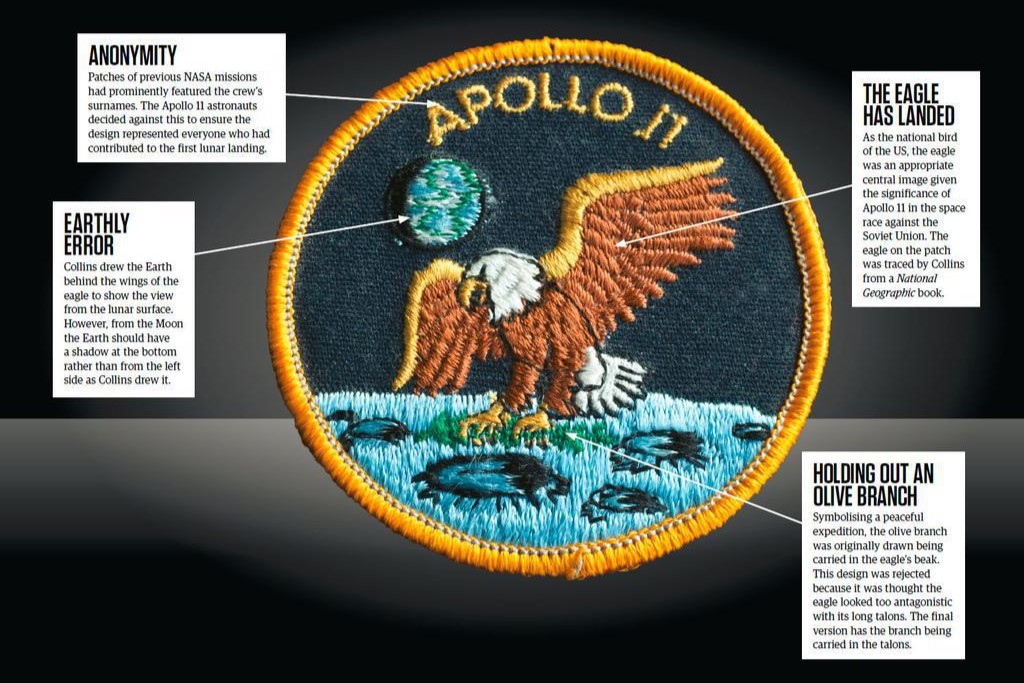 ANONYMITY
Patches of previous NASA missions
had prominently featured the crew's
surnames. The Apollo 11 astronauts
decided against this to ensure the
design represented everyone who had
contributed to the first lunar landing.
APOLLO 11
THE EAGLE
HAS LANDED
As the national bird
of the US, the eagle
was an appropriate
central image given
the significance of
Apollo 11 in the space
race against the
Soviet Union. The
eagle on the patch
was traced by Collins
from a National
Geographic book.
EARTHLY
ERROR
Collins drew the Earth
behind the wings of the
eagle to show the view
from the lunar surface.
However, from the Moon
the Earth should have
a shadow at the bottom
rather than from the left
side as Collins drew it.
HOLDING OUT AN
OLIVE BRANCH
Symbolising a peaceful
expedition, the olive branch
was originally drawn being
carried in the eagle's beak.
This design was rejected
because it was thought the
eagle looked too antagonistic
with its long talons. The final
version has the branch being
carried in the talons.